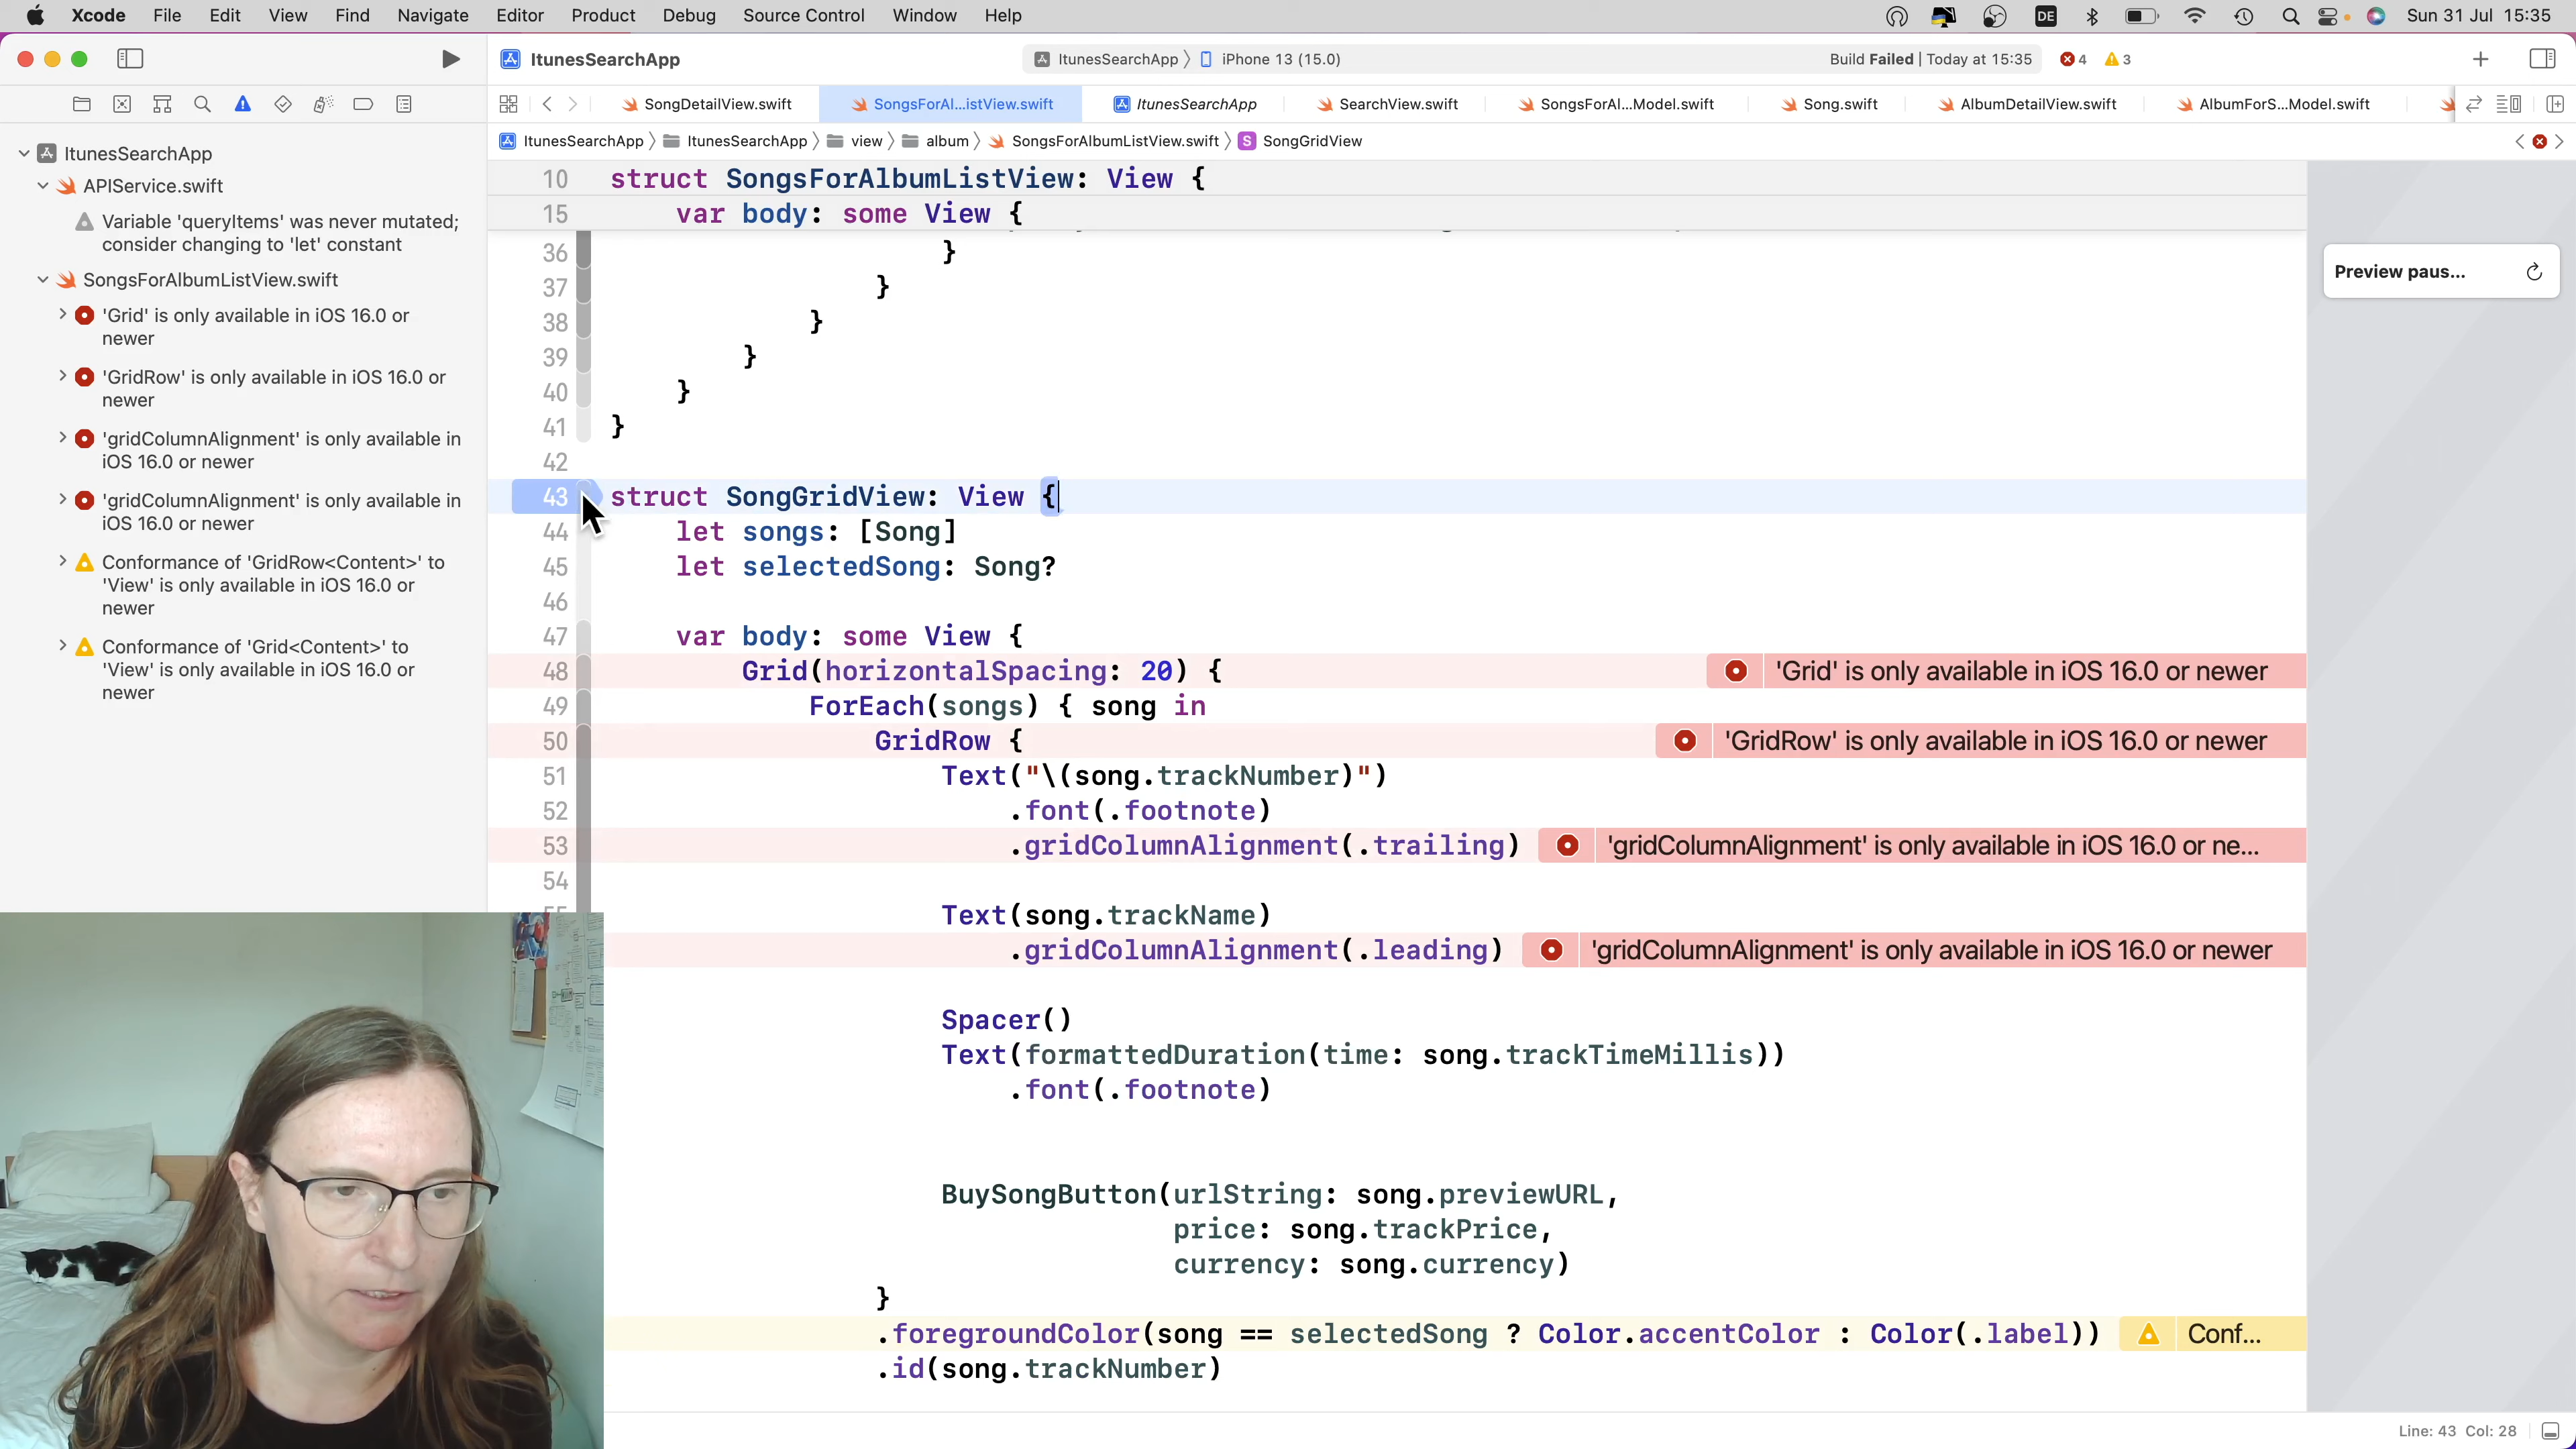 Xcode File Edit View Find Navigate Editor Product Debug Source Control Window Help DE Sun 31 Jul 15:35
ItunesSearchApp ItunesSearchApp iPhone 13 (15.0) Build Failed | Today at 15:35 4 3
SongDetailView.swift SongsForAl...istView.swift ItunesSearchApp SearchView.swift SongsForAl...Model.swift Song.swift AlbumDetailView.swift AlbumForS...Model.swift
ItunesSearchApp ItunesSearchApp view album SongsForAlbumListView.swift S SongGridView
ItunesSearchApp
APIService.swift
Variable 'queryItems' was never mutated;
consider changing to 'let' constant
SongsForAlbumListView.swift
'Grid' is only available in iOS 16.0 or
newer
'GridRow' is only available in iOS 16.0 or
newer
'gridColumnAlignment' is only available in
iOS 16.0 or newer
'gridColumnAlignment' is only available in
iOS 16.0 or newer
Conformance of 'GridRow<Content>' to
'View' is only available in iOS 16.0 or
newer
Conformance of 'Grid<Content>' to
'View' is only available in iOS 16.0 or
newer
10 struct SongsForAlbumListView: View {
15 var body: some View {
36 }
37 }
38 }
39 }
40 }
41 }
42
43 struct SongGridView: View {
44 let songs: [Song]
45 let selectedSong: Song?
46
47 var body: some View {
48 Grid(horizontalSpacing: 20) { 'Grid' is only available in iOS 16.0 or newer
49 ForEach(songs) { song in
50 GridRow { 'GridRow' is only available in iOS 16.0 or newer
51 Text("\(song.trackNumber)")
52 .font(.footnote)
53 .gridColumnAlignment(.trailing) 'gridColumnAlignment' is only available in iOS 16.0 or ne...
54
Text(song.trackName)
.gridColumnAlignment(.leading) 'gridColumnAlignment' is only available in iOS 16.0 or newer
Spacer()
Text(formattedDuration(time: song.trackTimeMillis))
.font(.footnote)
BuySongButton(urlString: song.previewURL,
price: song.trackPrice,
currency: song.currency)
}
.foregroundColor(song == selectedSong ? Color.accentColor : Color(.label)) Conf...
.id(song.trackNumber)
Preview paus...
Line: 43 Col: 28